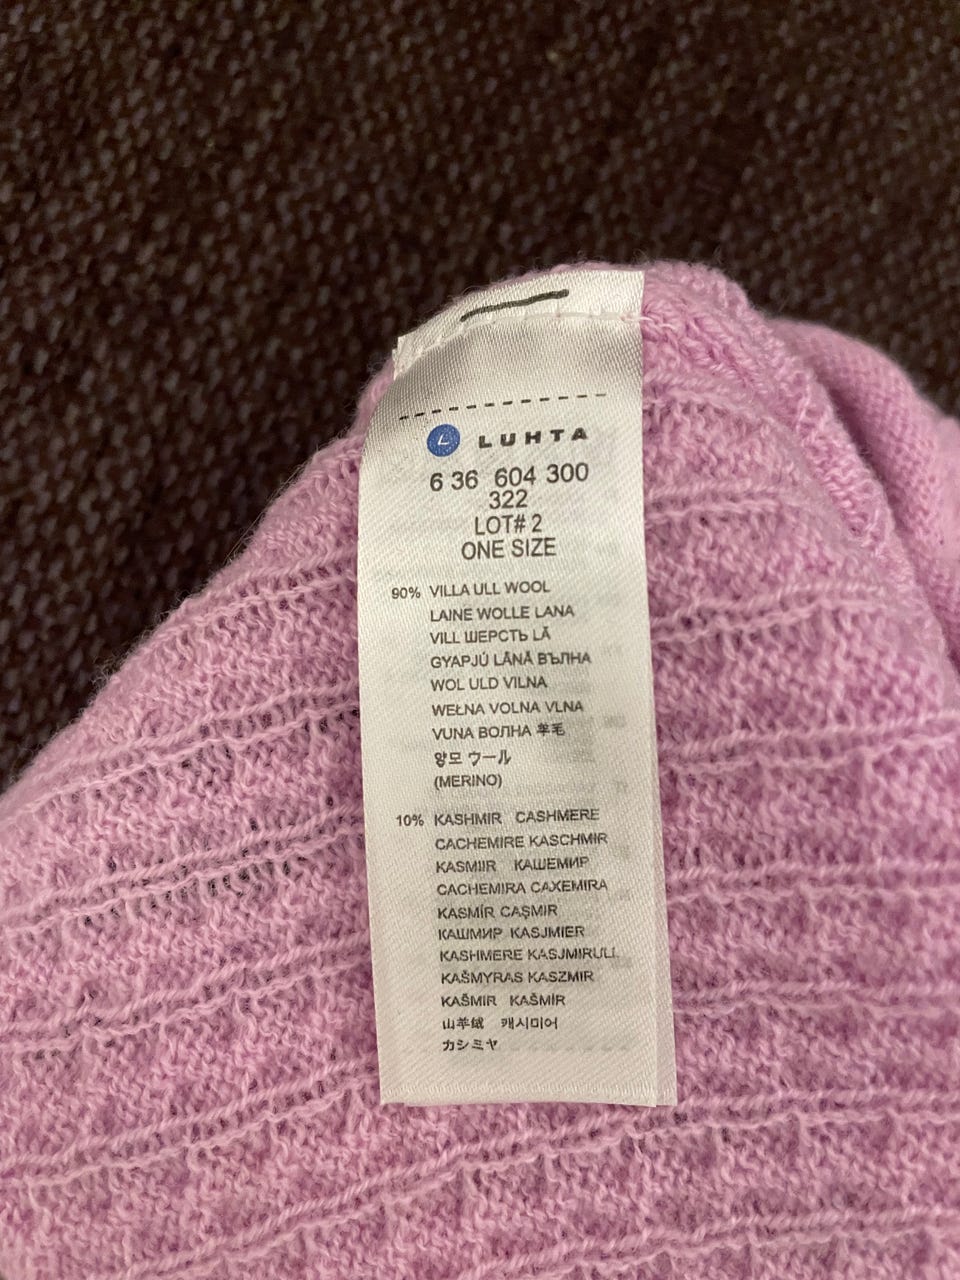 L LUHTA
6 36 604 300
322
LOT# 2
ONE SIZE
90% VILLA ULL WOOL
LAINE WOLLE LANA
VILL ШЕРСТЬ LÃ
GYAPJÚ LÂNĂ ВЪЛНА
WOL ULD VILNA
WEŁNA VOLNA VLNA
VUNA ВОЛНА 羊毛
양모 ウール
(MERINO)
10% KASHMIR CASHMERE
CACHEMIRE KASCHMIR
KASMIIR КАШЕМИР
CACHEMIRA CAXEMIRA
KASMÍR CAŞMIR
КАШМИР KASJMIER
KASHMERE KASJMIRULL
KAŠMYRAS KASZMIR
KAŠMIR KAŠMÍR
山羊绒 캐시미어
カシミヤ